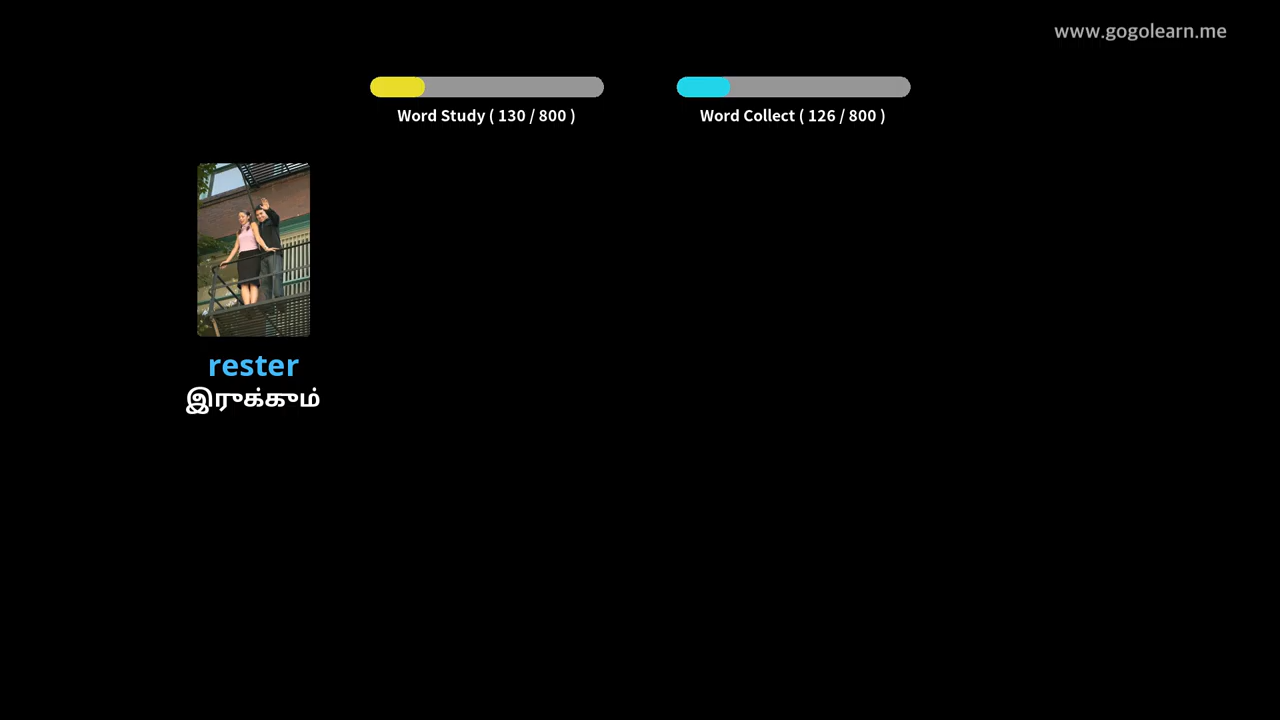 www.gogolearn.me
Word Study ( 130 / 800 )
Word Collect ( 126 / 800 )
rester
இருக்கும்